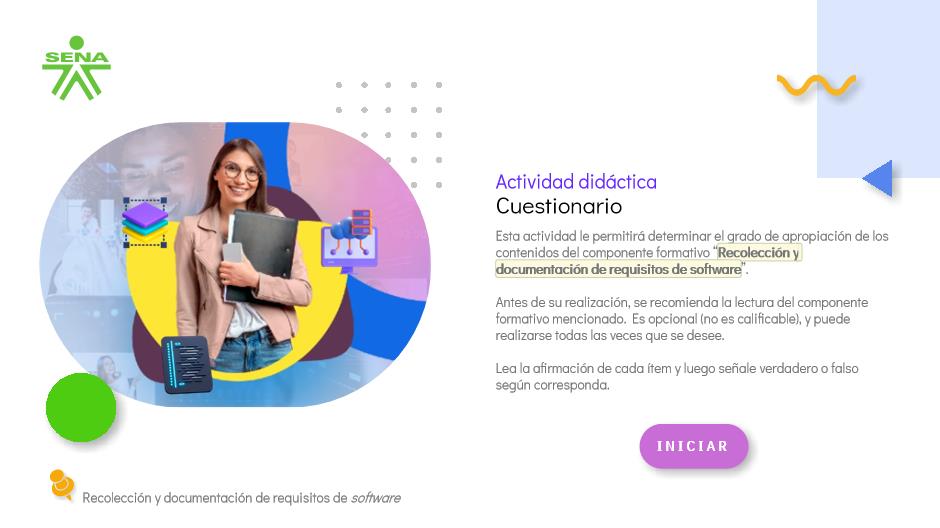 SENA
Actividad didáctica
Cuestionario
Esta actividad le permitirá determinar el grado de apropiación de los
contenidos del componente formativo “Recolección y
documentación de requisitos de software”.
Antes de su realización, se recomienda la lectura del componente
formativo mencionado. Es opcional (no es calificable), y puede
realizarse todas las veces que se desee.
Lea la afirmación de cada ítem y luego señale verdadero o falso
según corresponda.
INICIAR
Recolección y documentación de requisitos de software